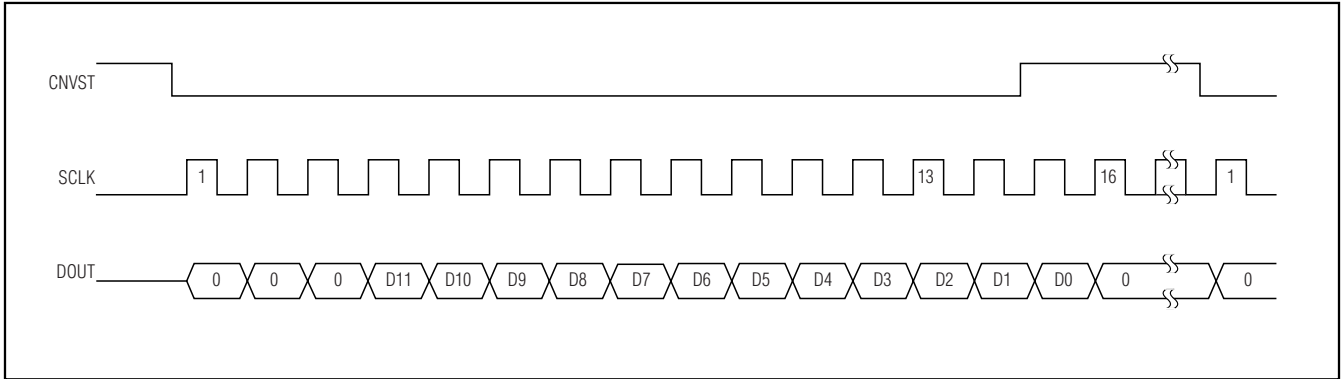 CNVST
SCLK 1 13 16 1
DOUT 0 0 0 D11 D10 D9 D8 D7 D6 D5 D4 D3 D2 D1 D0 0 0